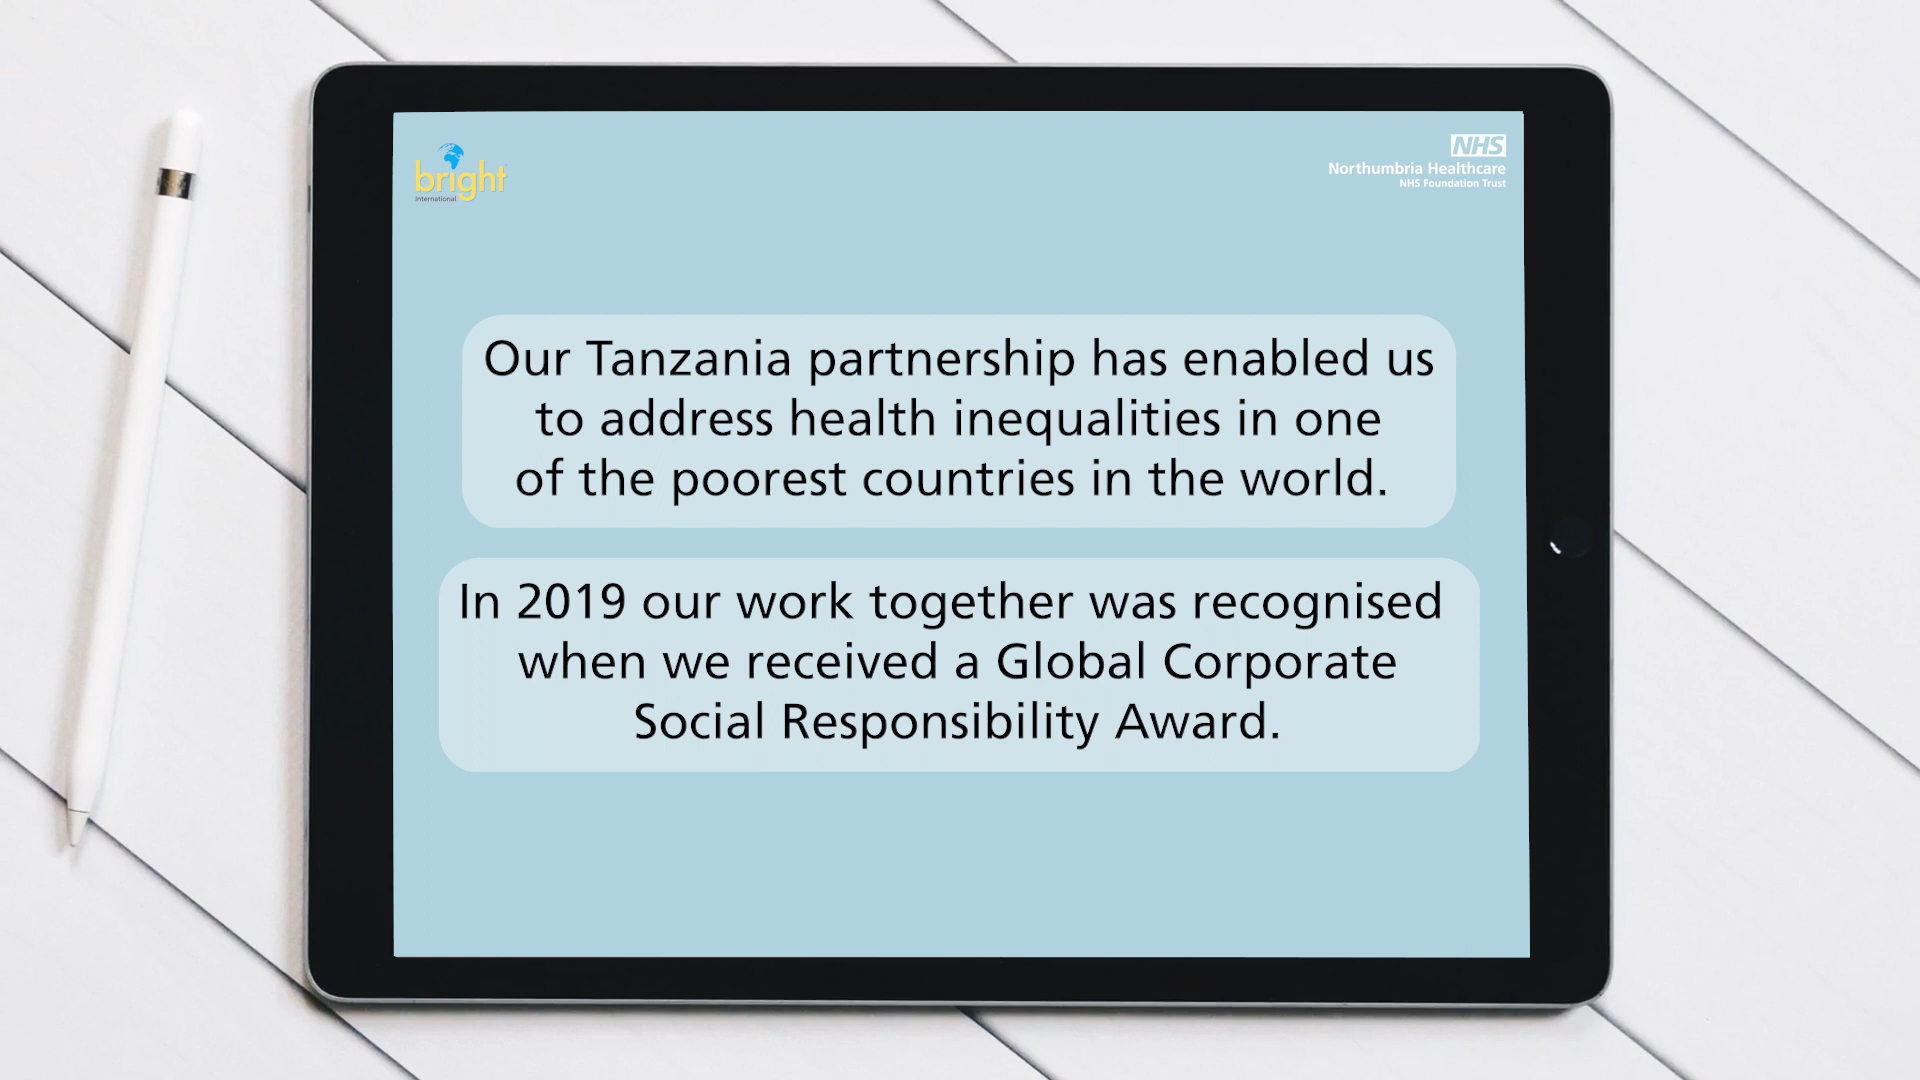 bright
International
NHS
Northumbria Healthcare
NHS Foundation Trust
Our Tanzania partnership has enabled us
to address health inequalities in one
of the poorest countries in the world.
In 2019 our work together was recognised
when we received a Global Corporate
Social Responsibility Award.